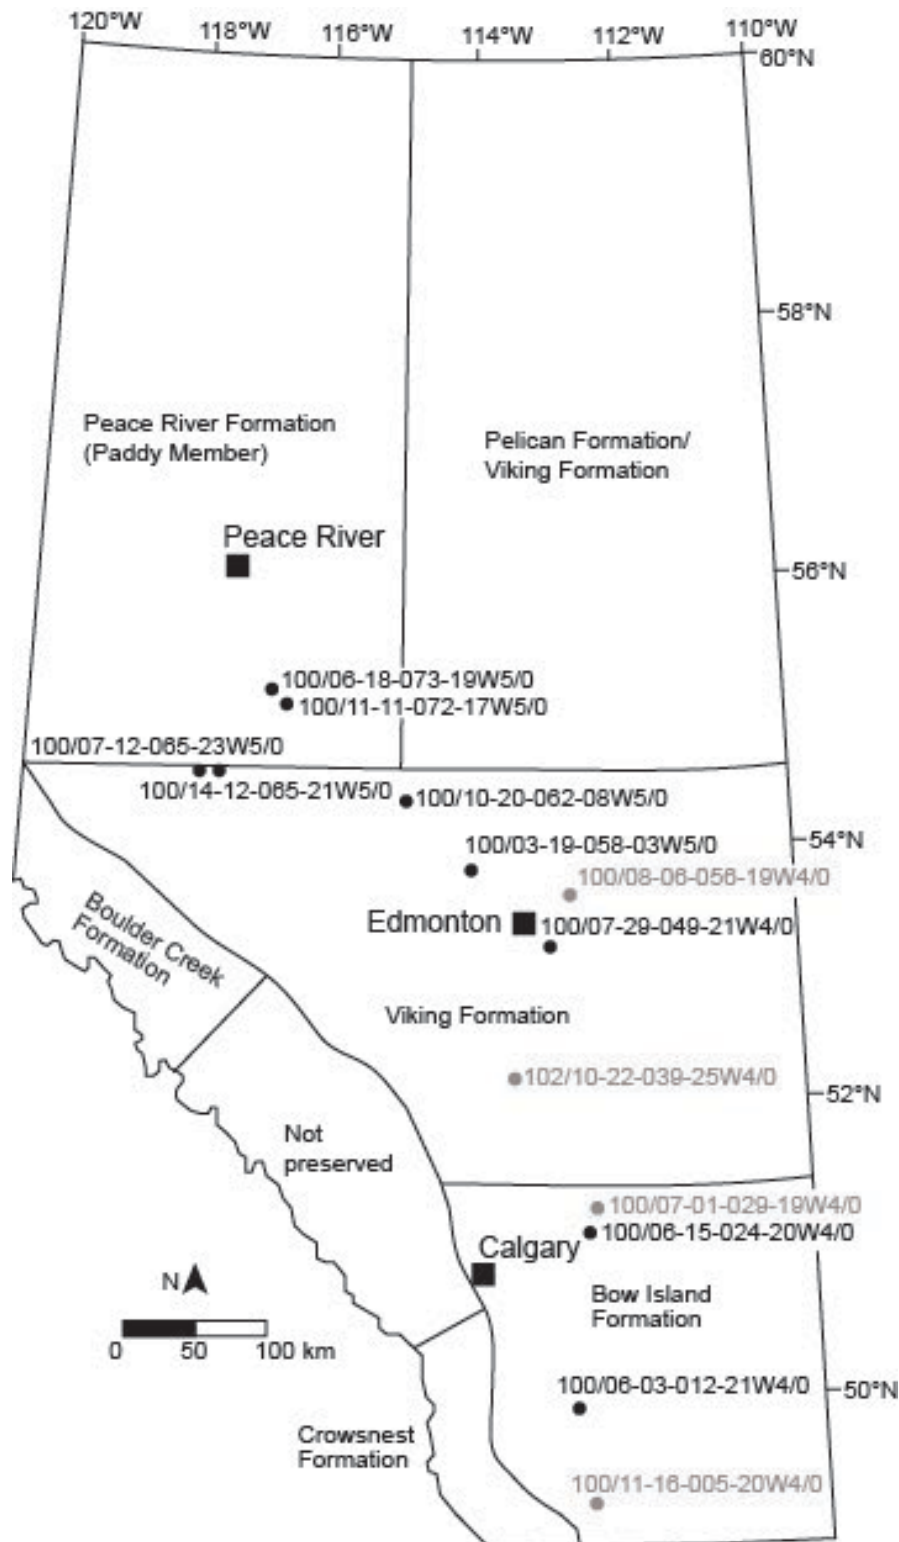 120°W
118°W
116°W
114°W
112°W
110°W
60°N
58°N
Peace River Formation
(Paddy Member)
Pelican Formation/
Viking Formation
Peace River
56°N
100/06-18-073-19W5/0
100/11-11-072-17W5/0
100/07-12-065-23W5/0
100/14-12-065-21W5/0
100/10-20-062-08W5/0
54°N
100/03-19-058-03W5/0
100/08-06-056-19W4/0
Edmonton
100/07-29-049-21W4/0
Boulder Creek
Formation
Viking Formation
102/10-22-039-25W4/0
52°N
Not
preserved
100/07-01-029-19W4/0
100/06-15-024-20W4/0
Calgary
N
Bow Island
Formation
0 50 100 km
100/06-03-012-21W4/0
50°N
Crowsnest
Formation
100/11-16-005-20W4/0